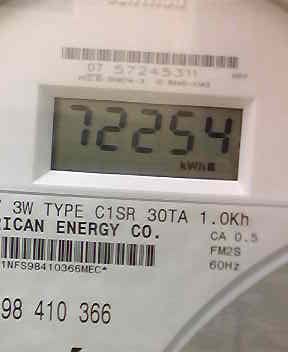 07 57245311
72254
kWh
3W TYPE C1SR 30TA 1.0Kh
RICAN ENERGY CO.
CA 0.5
FM2S
60Hz
1NFS98410366MEC*
98 410 366